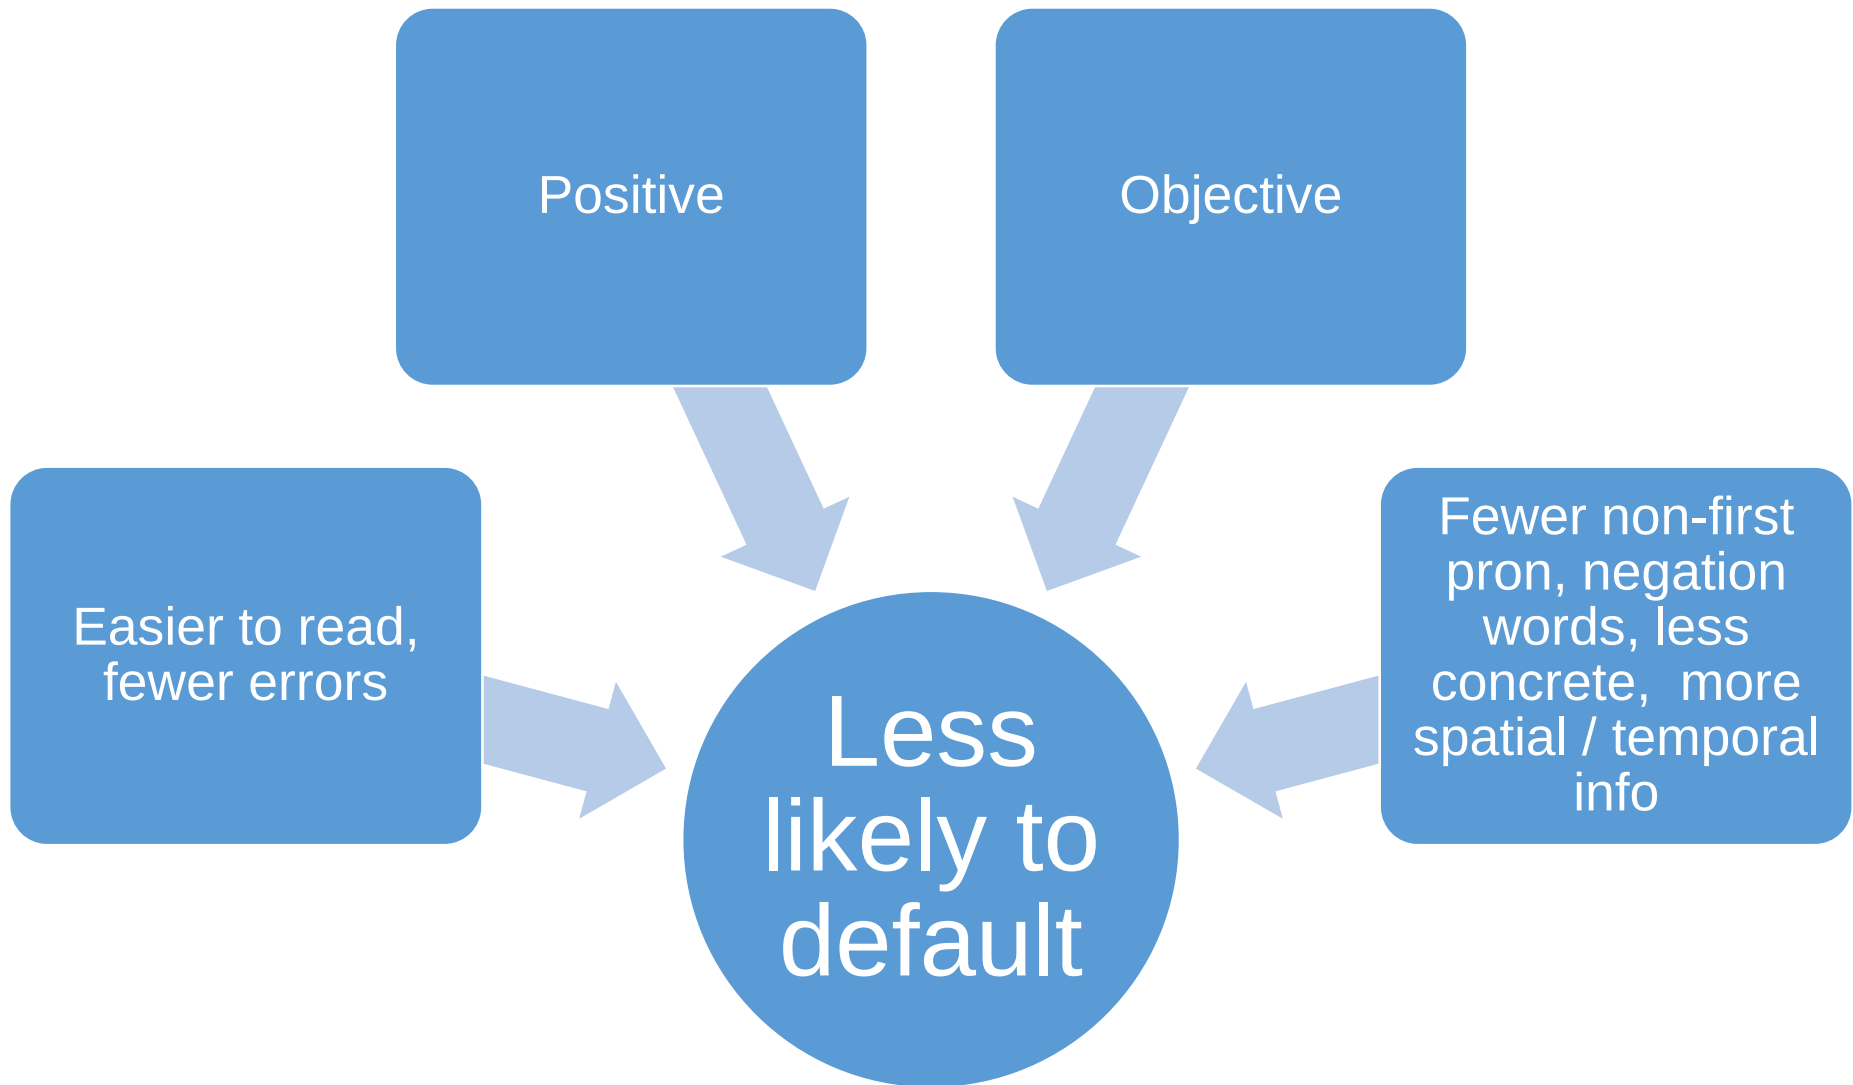 Positive
Objective
Easier to read,
fewer errors
Fewer non-first
pron, negation
words, less
concrete,  more
spatial / temporal
info
Less
likely to
default